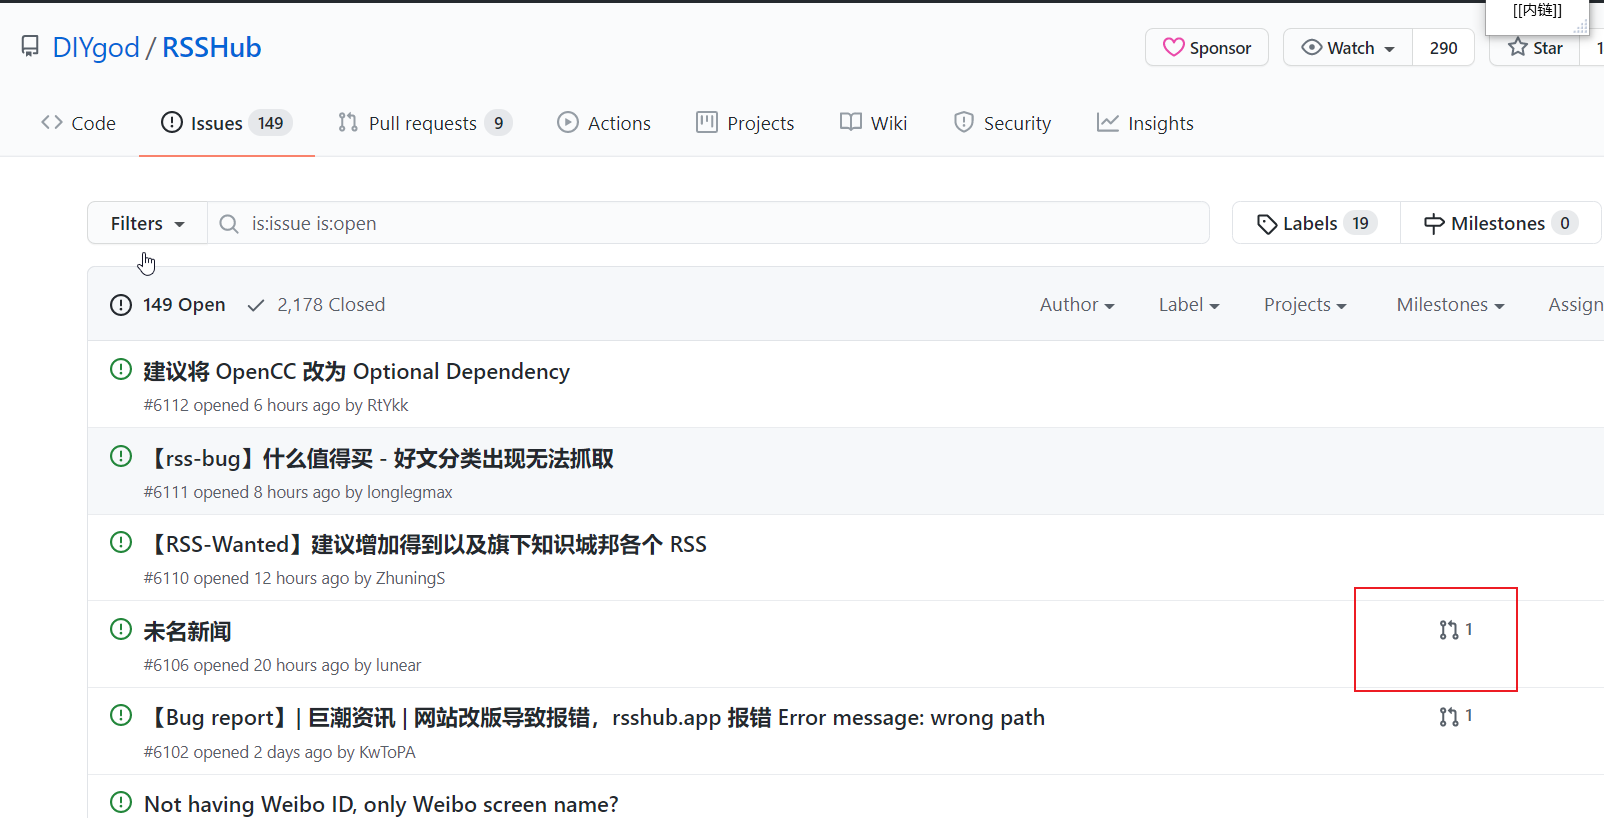 [[内链]]
DIYgod / RSSHub
Sponsor
Watch
290
Star
1
Code
Issues 149
Pull requests 9
Actions
Projects
Wiki
Security
Insights
Filters
is:issue is:open
Labels 19
Milestones 0
149 Open
2,178 Closed
Author
Label
Projects
Milestones
Assign
建议将 OpenCC 改为 Optional Dependency
#6112 opened 6 hours ago by RtYkk
【rss-bug】什么值得买 - 好文分类出现无法抓取
#6111 opened 8 hours ago by longlegmax
【RSS-Wanted】建议增加得到以及旗下知识城邦各个 RSS
#6110 opened 12 hours ago by ZhuningS
未名新闻
1
#6106 opened 20 hours ago by lunear
【Bug report】| 巨潮资讯 | 网站改版导致报错，rsshub.app 报错 Error message: wrong path
1
#6102 opened 2 days ago by KwToPA
Not having Weibo ID, only Weibo screen name?